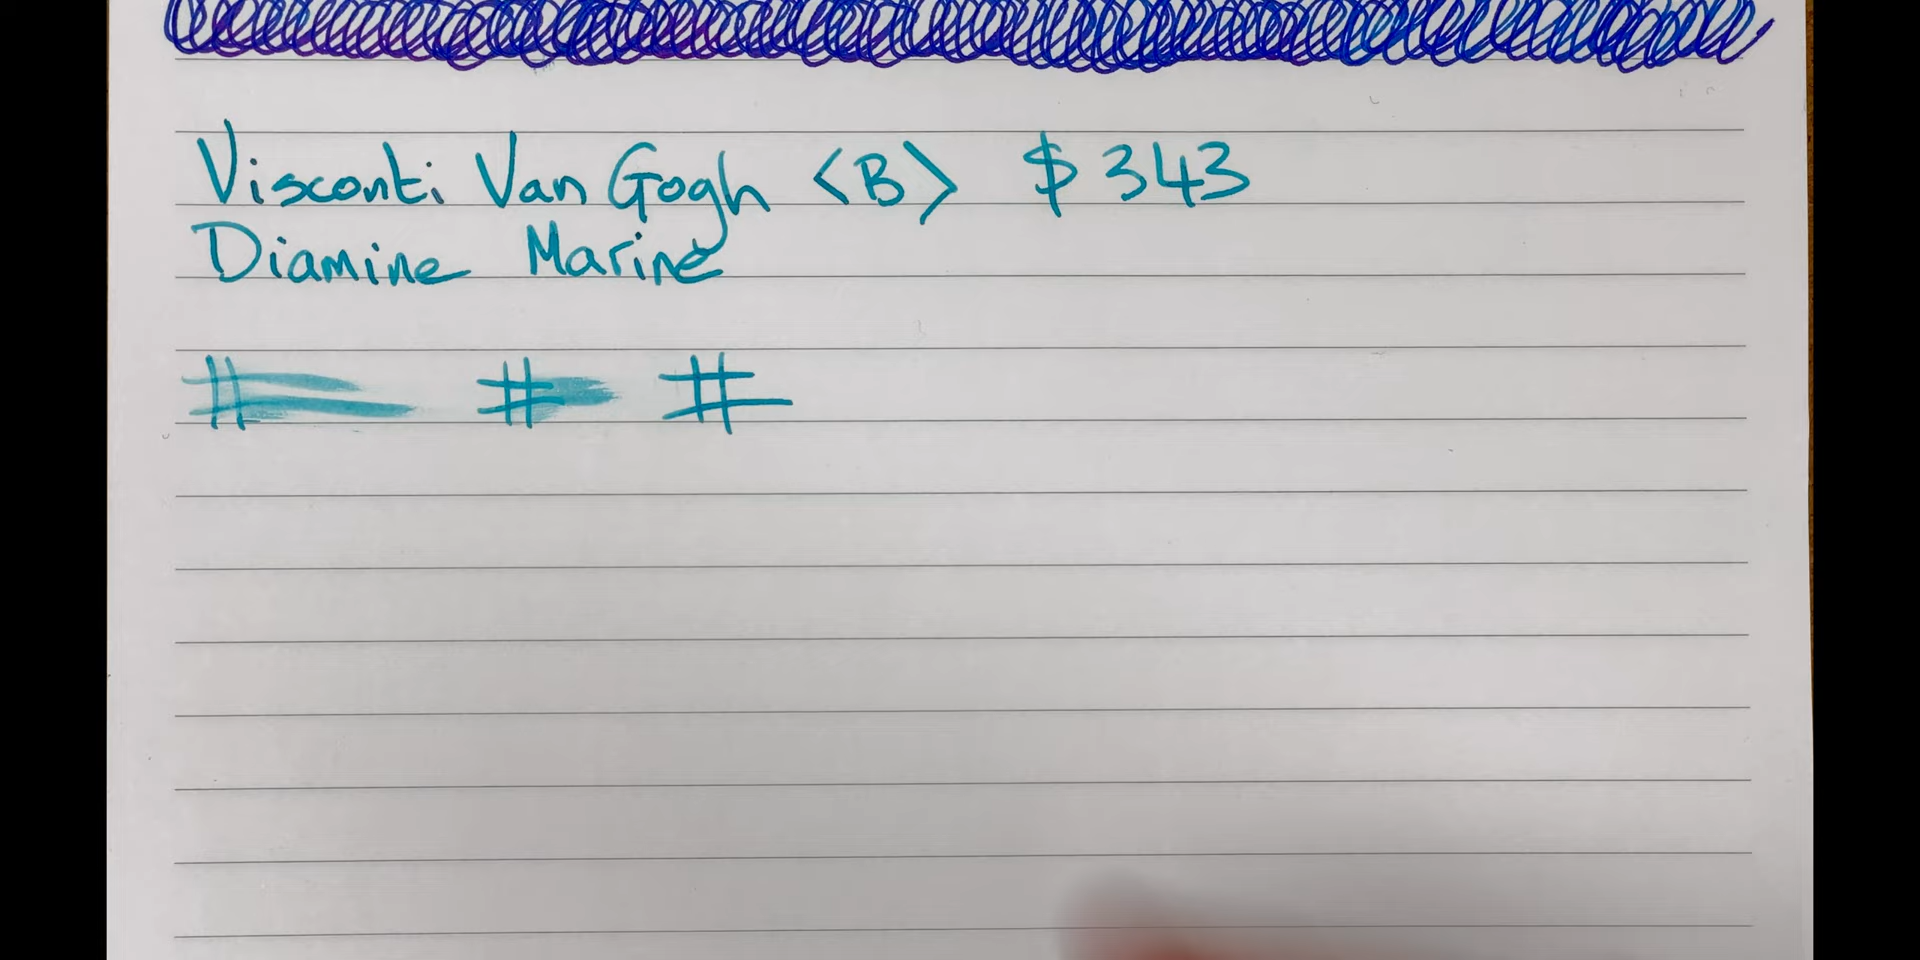 Visconti Van Gogh <B> $343
Diamine Marine
# # #